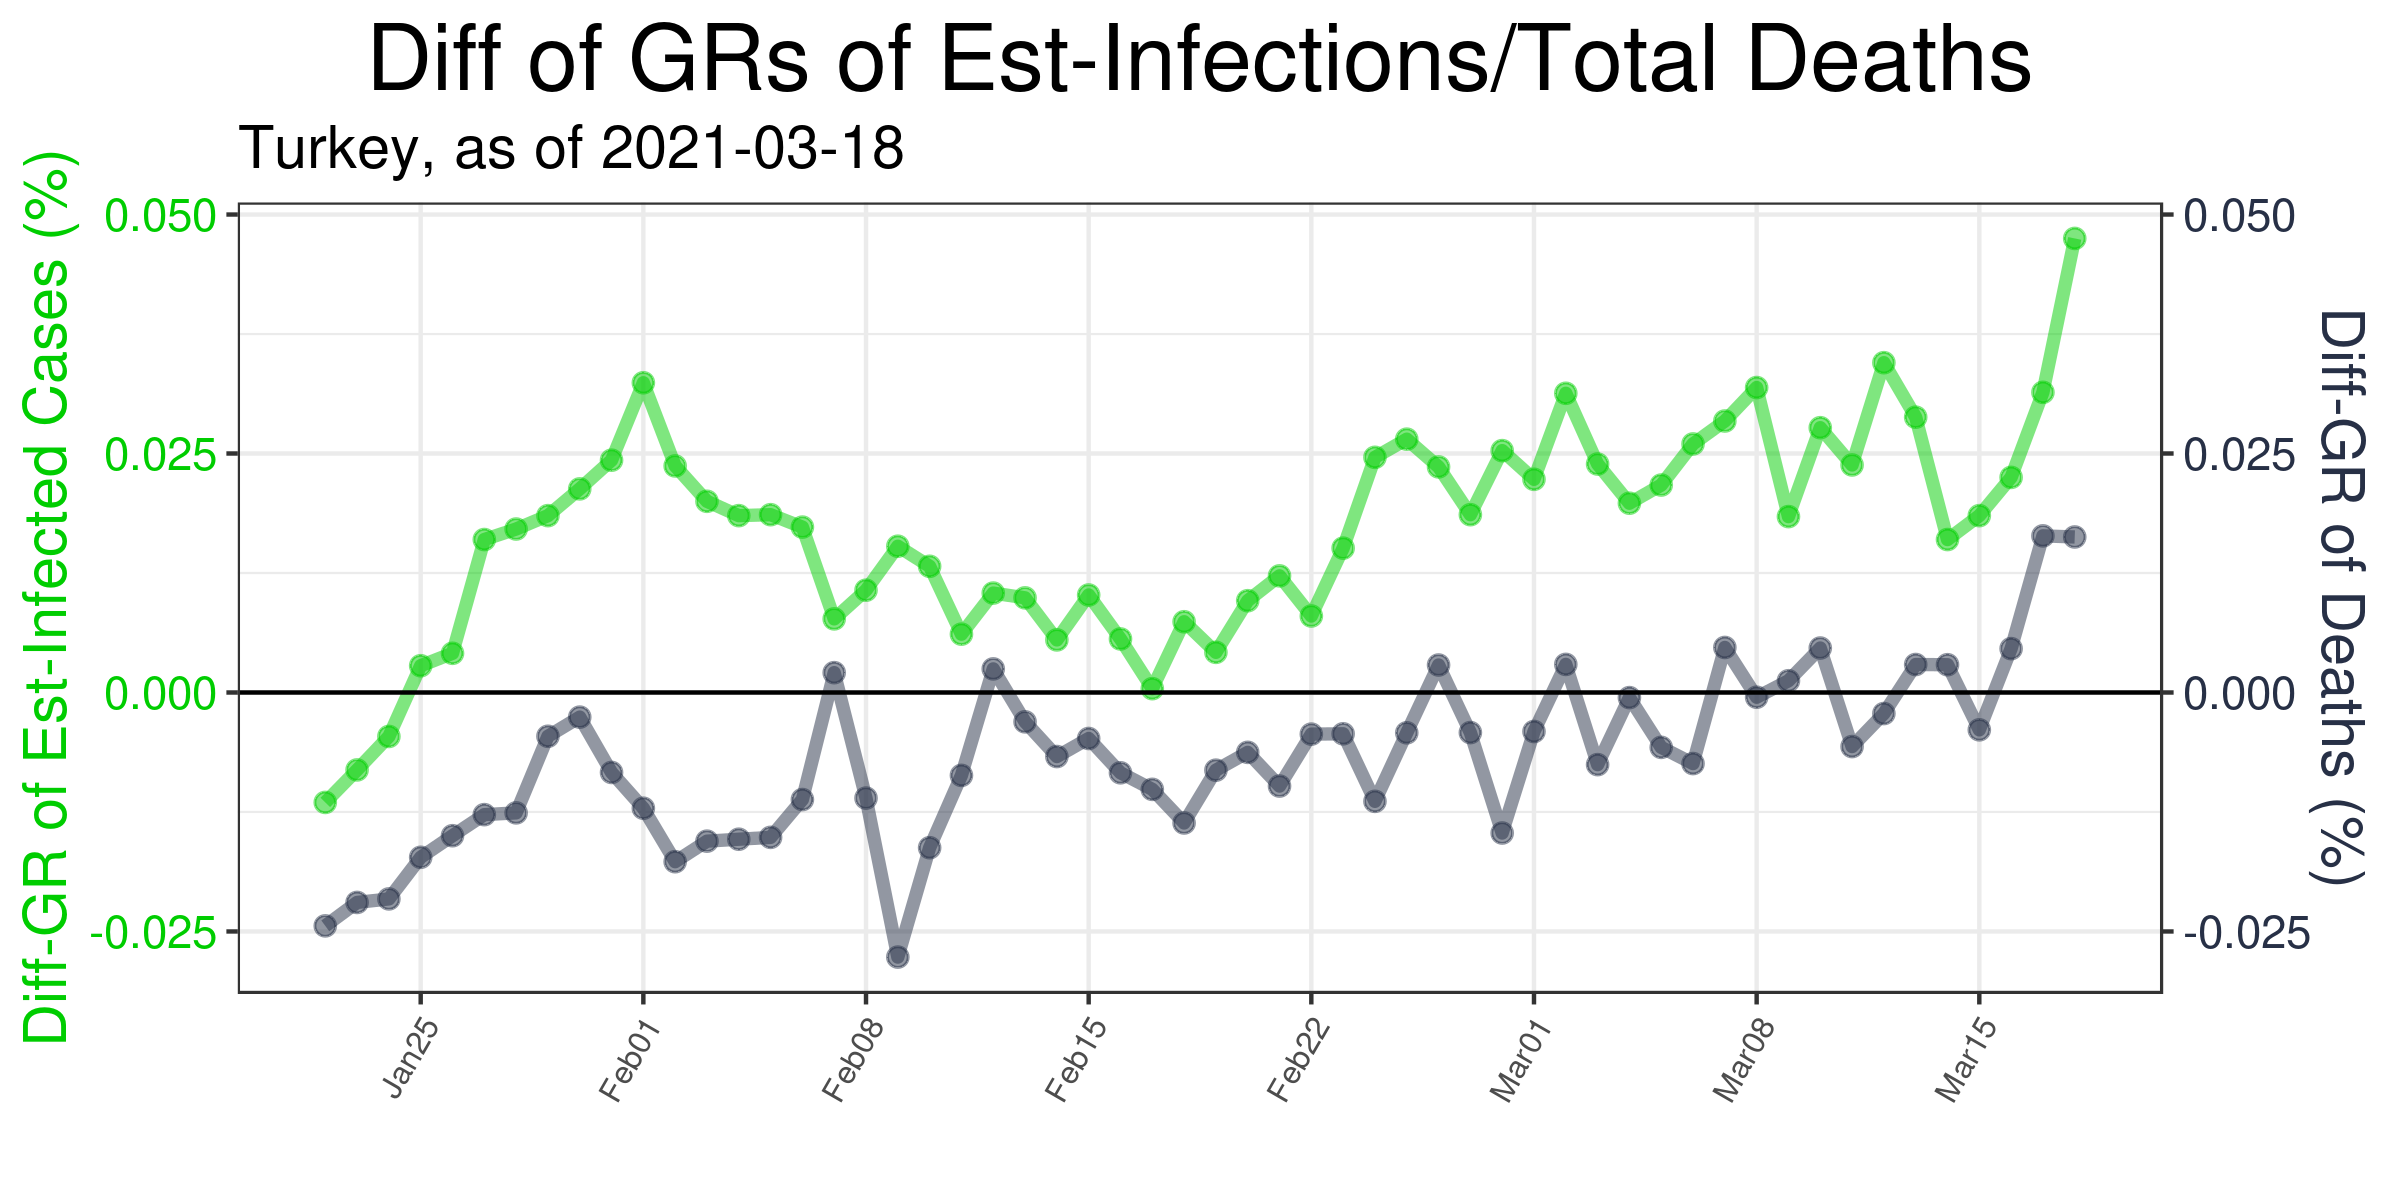 Diff of GRs of Est-Infections/Total Deaths
Turkey, as of 2021-03-18
Diff-GR of Est-Infected Cases (%)
0.050
0.025
0.000
-0.025
0.050
0.025
0.000
-0.025
Diff-GR of Deaths (%)
Jan25
Feb01
Feb08
Feb15
Feb22
Mar01
Mar08
Mar15